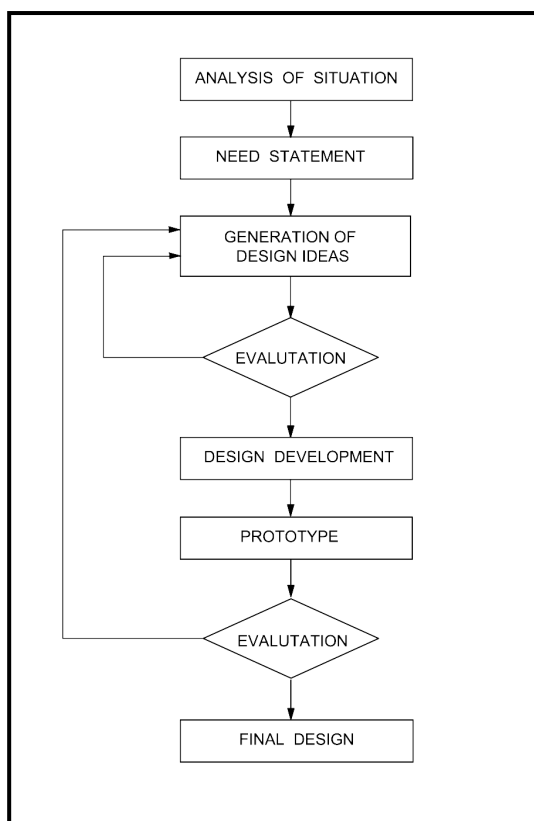 ANALYSIS OF SITUATION
NEED STATEMENT
GENERATION OF
DESIGN IDEAS
EVALUTATION
DESIGN DEVELOPMENT
PROTOTYPE
EVALUTATION
FINAL DESIGN